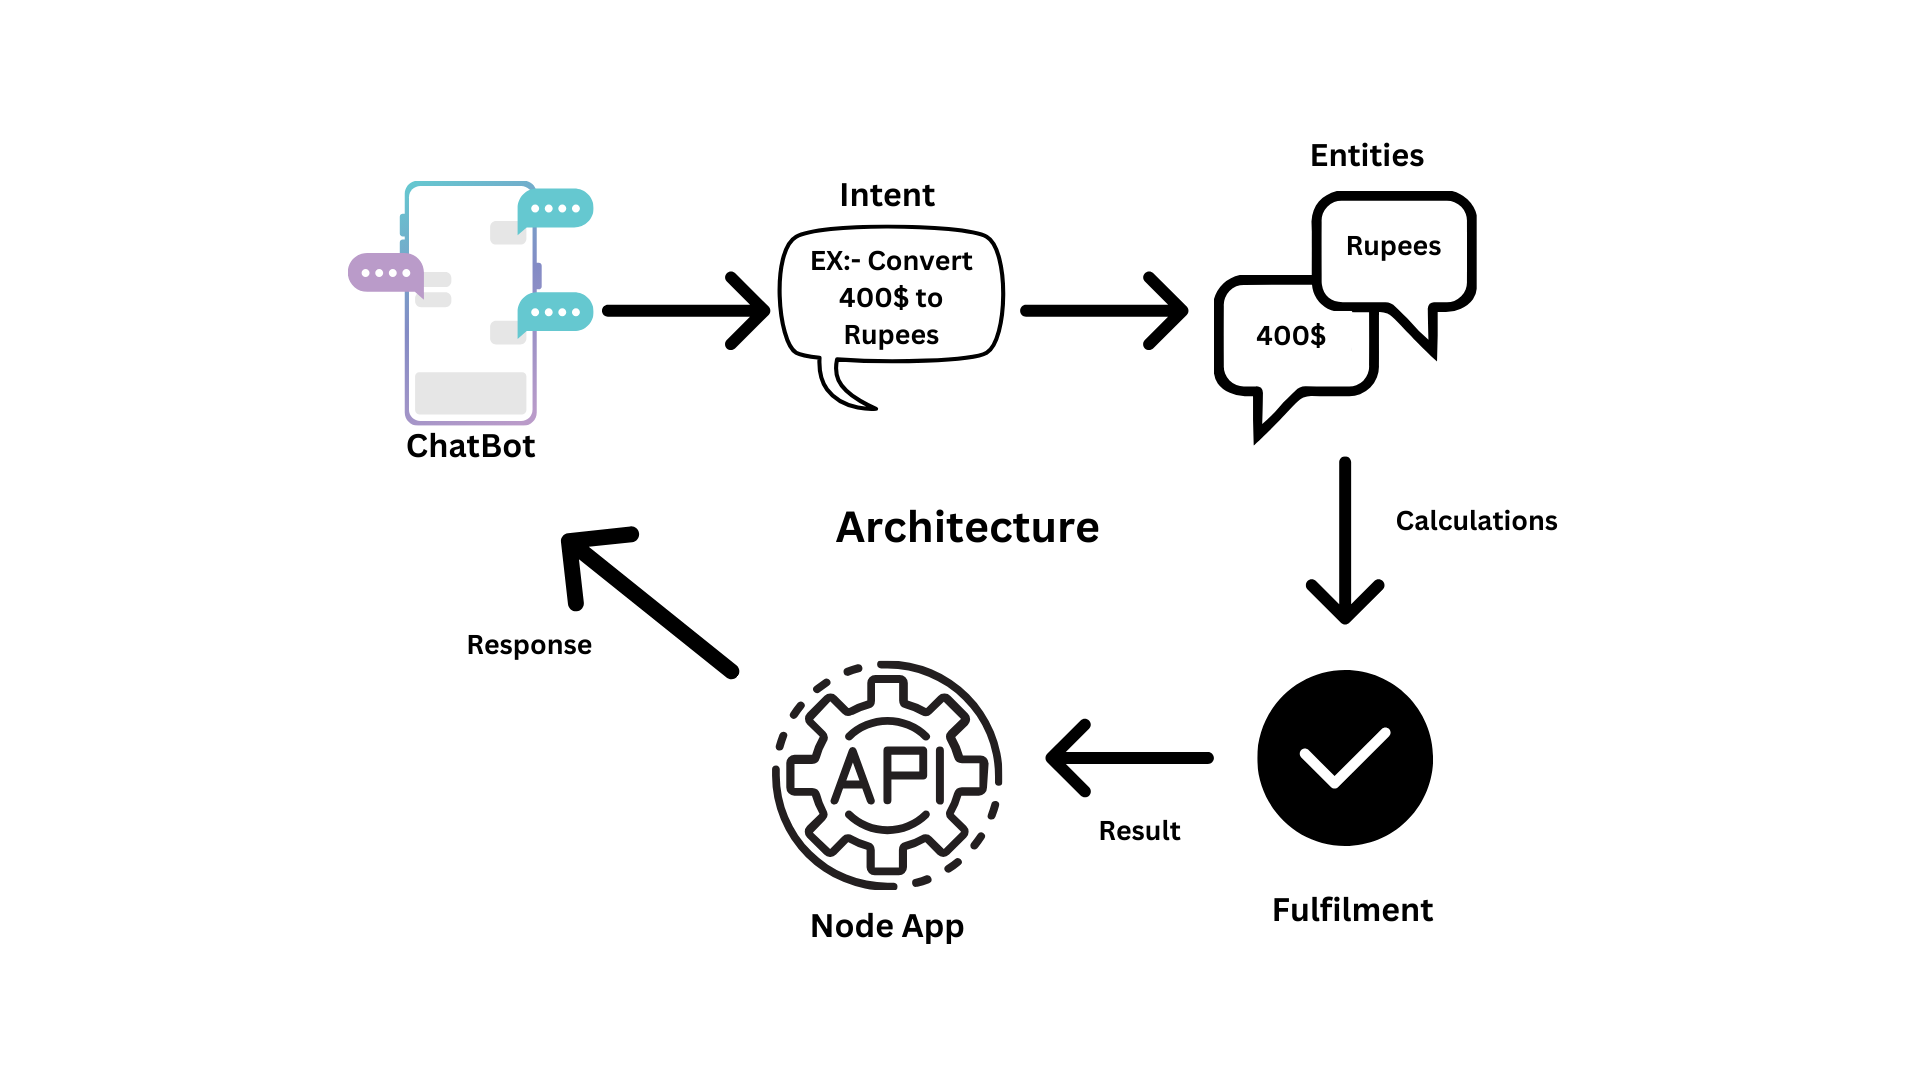 Entities
Intent
Rupees
EX:- Convert
400$ to
Rupees
400$
ChatBot
Architecture
Calculations
Response
API
Result
Fulfilment
Node App